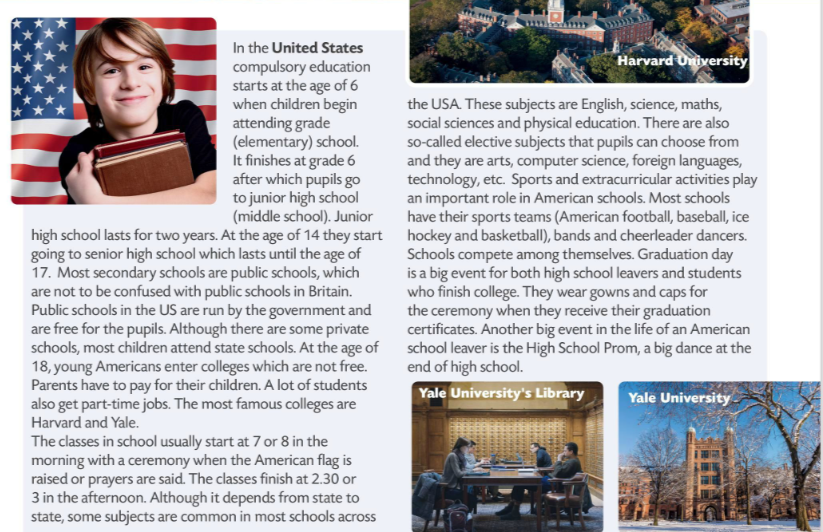 In the United States
compulsory education
starts at the age of 6
when children begin
attending grade
(elementary) school.
It finishes at grade 6
after which pupils go
to junior high school
(middle school). Junior
high school lasts for two years. At the age of 14 they start
going to senior high school which lasts until the age of
17. Most secondary schools are public schools, which
are not to be confused with public schools in Britain.
Public schools in the US are run by the government and
are free for the pupils. Although there are some private
schools, most children attend state schools. At the age of
18, young Americans enter colleges which are not free.
Parents have to pay for their children. A lot of students
also get part-time jobs. The most famous colleges are
Harvard and Yale.
The classes in school usually start at 7 or 8 in the
morning with a ceremony when the American flag is
raised or prayers are said. The classes finish at 2.30 or
3 in the afternoon. Although it depends from state to
state, some subjects are common in most schools across
Harvard University
the USA. These subjects are English, science, maths,
social sciences and physical education. There are also
so-called elective subjects that pupils can choose from
and they are arts, computer science, foreign languages,
technology, etc. Sports and extracurricular activities play
an important role in American schools. Most schools
have their sports teams (American football, baseball, ice
hockey and basketball), bands and cheerleader dancers.
Schools compete among themselves. Graduation day
is a big event for both high school leavers and students
who finish college. They wear gowns and caps for
the ceremony when they receive their graduation
certificates. Another big event in the life of an American
school leaver is the High School Prom, a big dance at the
end of high school.
Yale University's Library
Yale University